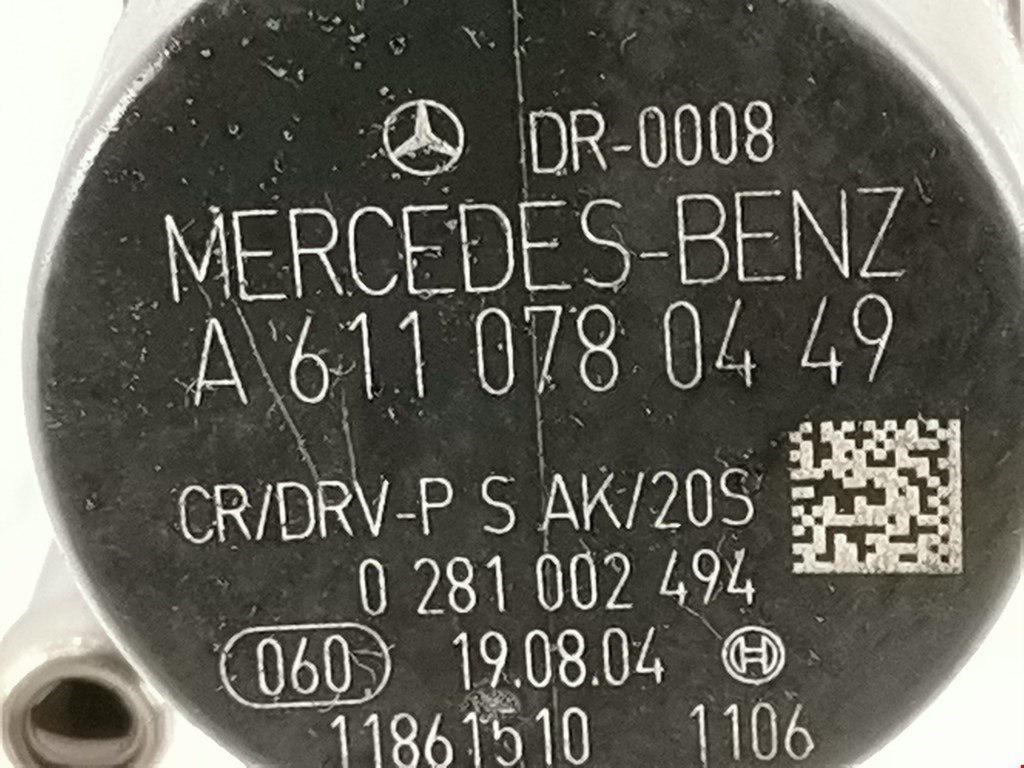 DR-0008
MERCEDES-BENZ
A 611 078 04 49
CR/DRV-P S AK/20S
0 281 002 494
060 19.08.04
11861510 1106